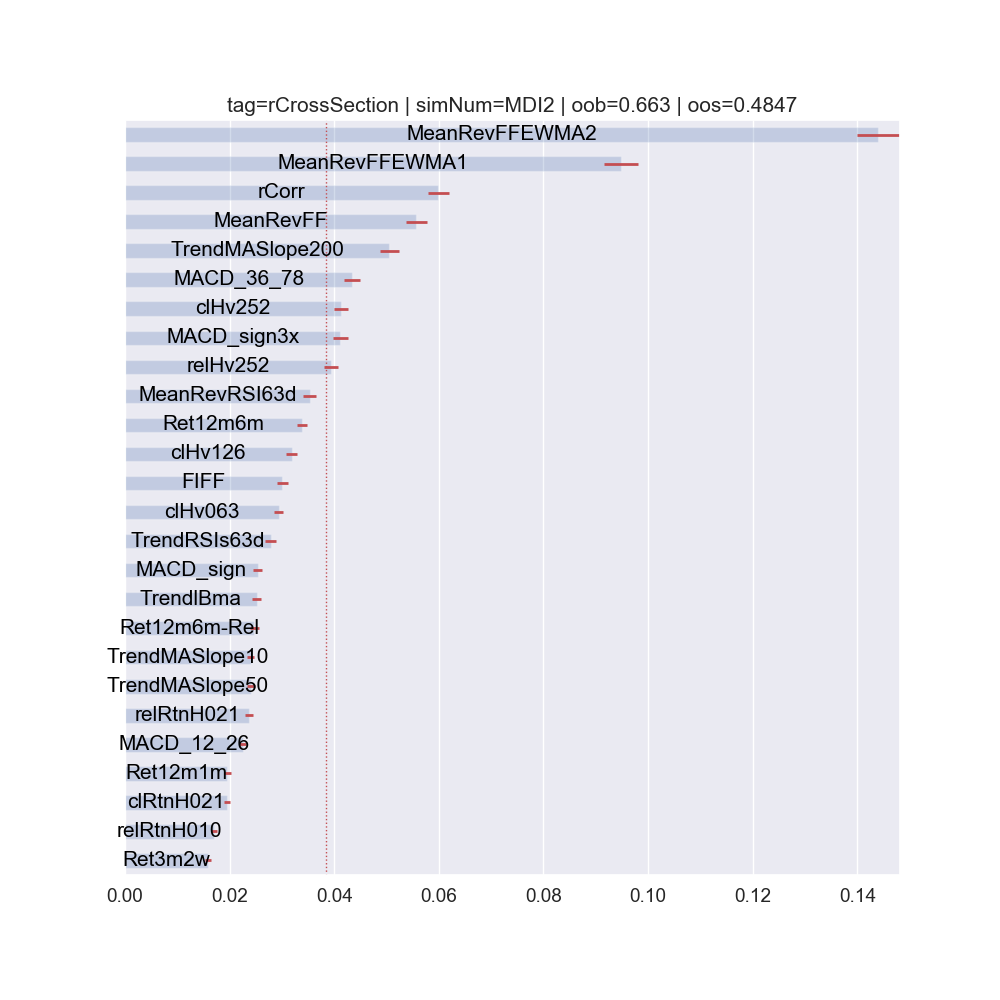 tag=rCrossSection | simNum=MDI2 | oob=0.663 | oos=0.4847
MeanRevFFEWMA2
MeanRevFFEWMA1
rCorr
MeanRevFF
TrendMASlope200
MACD_36_78
clHv252
MACD_sign3x
relHv252
MeanRevRSI63d
Ret12m6m
clHv126
FIFF
clHv063
TrendRSIs63d
MACD_sign
TrendIBma
Ret12m6m-Rel
TrendMASlope10
TrendMASlope50
relRtnH021
MACD_12_26
Ret12m1m
clRtnH021
relRtnH010
Ret3m2w
0.00 0.02 0.04 0.06 0.08 0.10 0.12 0.14